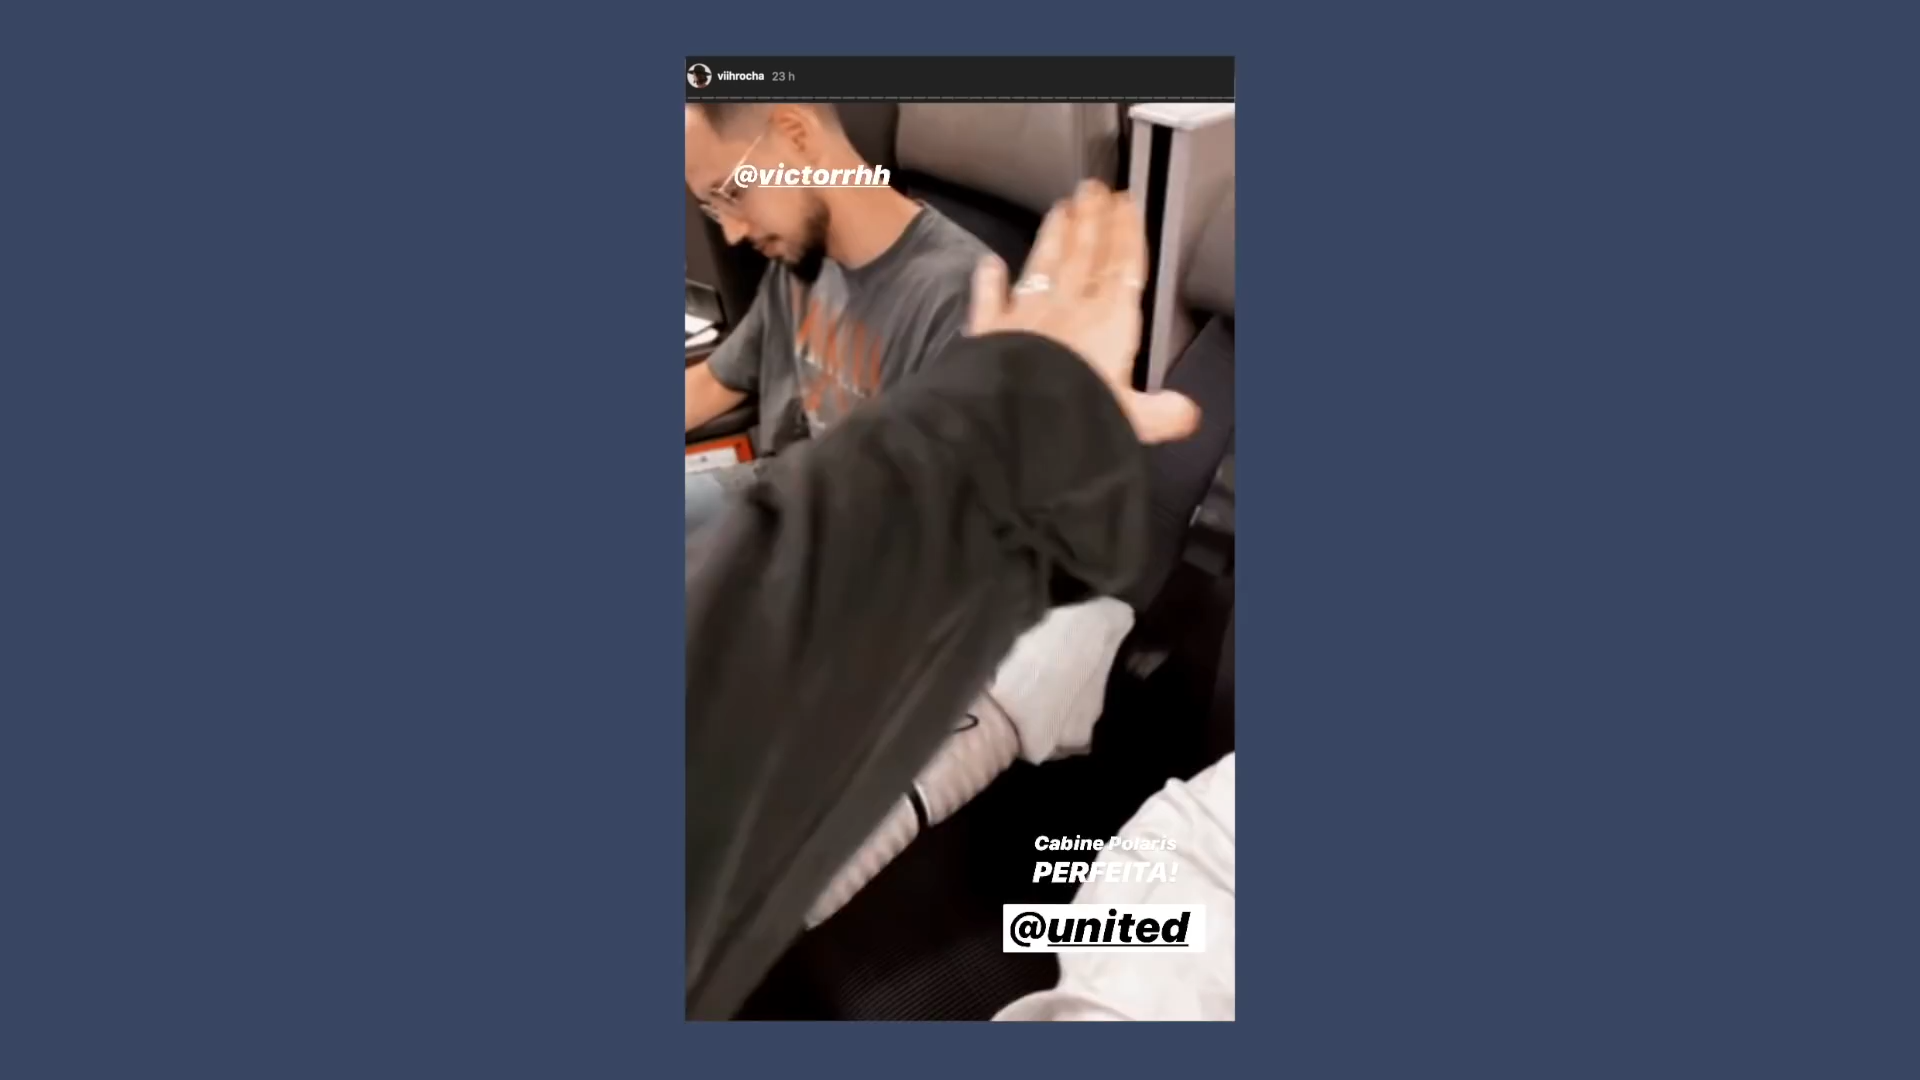 viihrocha 23 h
@victorrhh
Cabine Polaris
PERFEITA!
@united